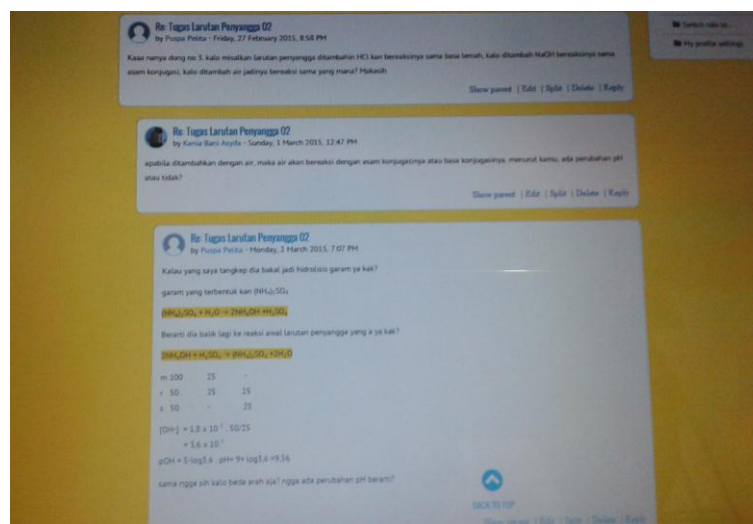 Switch role to...
My profile settings
Re: Tugas Larutan Penyangga 02
by Puspa Pelita - Friday, 27 February 2015, 8:58 PM
Kaaa nanya dong no 3. kalo misalkan larutan penyangga ditambahin HCl kan bereaksinya sama basa lemah, kalo ditambah NaOH bereaksinya sama
asam konjugasi, kalo ditambah air jadinya bereaksi sama yang mana? Makasih
Show parent | Edit | Split | Delete | Reply
Re: Tugas Larutan Penyangga 02
by Kania Bani Asyifa - Sunday, 1 March 2015, 12:47 PM
apabila ditambahkan dengan air, maka air akan bereaksi dengan asam konjugasinya atau basa konjugasinya, menurut kamu, ada perubahan pH
atau tidak?
Show parent | Edit | Split | Delete | Reply
Re: Tugas Larutan Penyangga 02
by Puspa Pelita - Monday, 2 March 2015, 7:07 PM
Kalau yang saya tangkep dia bakal jadi hidrolisis garam ya kak?
garam yang terbentuk kan (NH₄)₂SO₄
(NH₄)₂SO₄ + H₂O -> 2NH₄OH +H₂SO₄
Berarti dia balik lagi ke reaksi awal larutan penyangga yang a ya kak?
2NH₄OH + H₂SO₄ -> (NH₄)₂SO₄ +2H₂O
m 100 25 -
r 50 25 25
s 50 - 25
[OH-] = 1,8 x 10⁻⁵ . 50/25
= 3,6 x 10⁻⁵
pOH = 5-log3,6 , pH= 9+ log3,6 =9,56
sama ngga sih kalo beda arah aja? ngga ada perubahan pH berarti?
BACK TO TOP
Show parent | Edit | Split | Delete | Reply